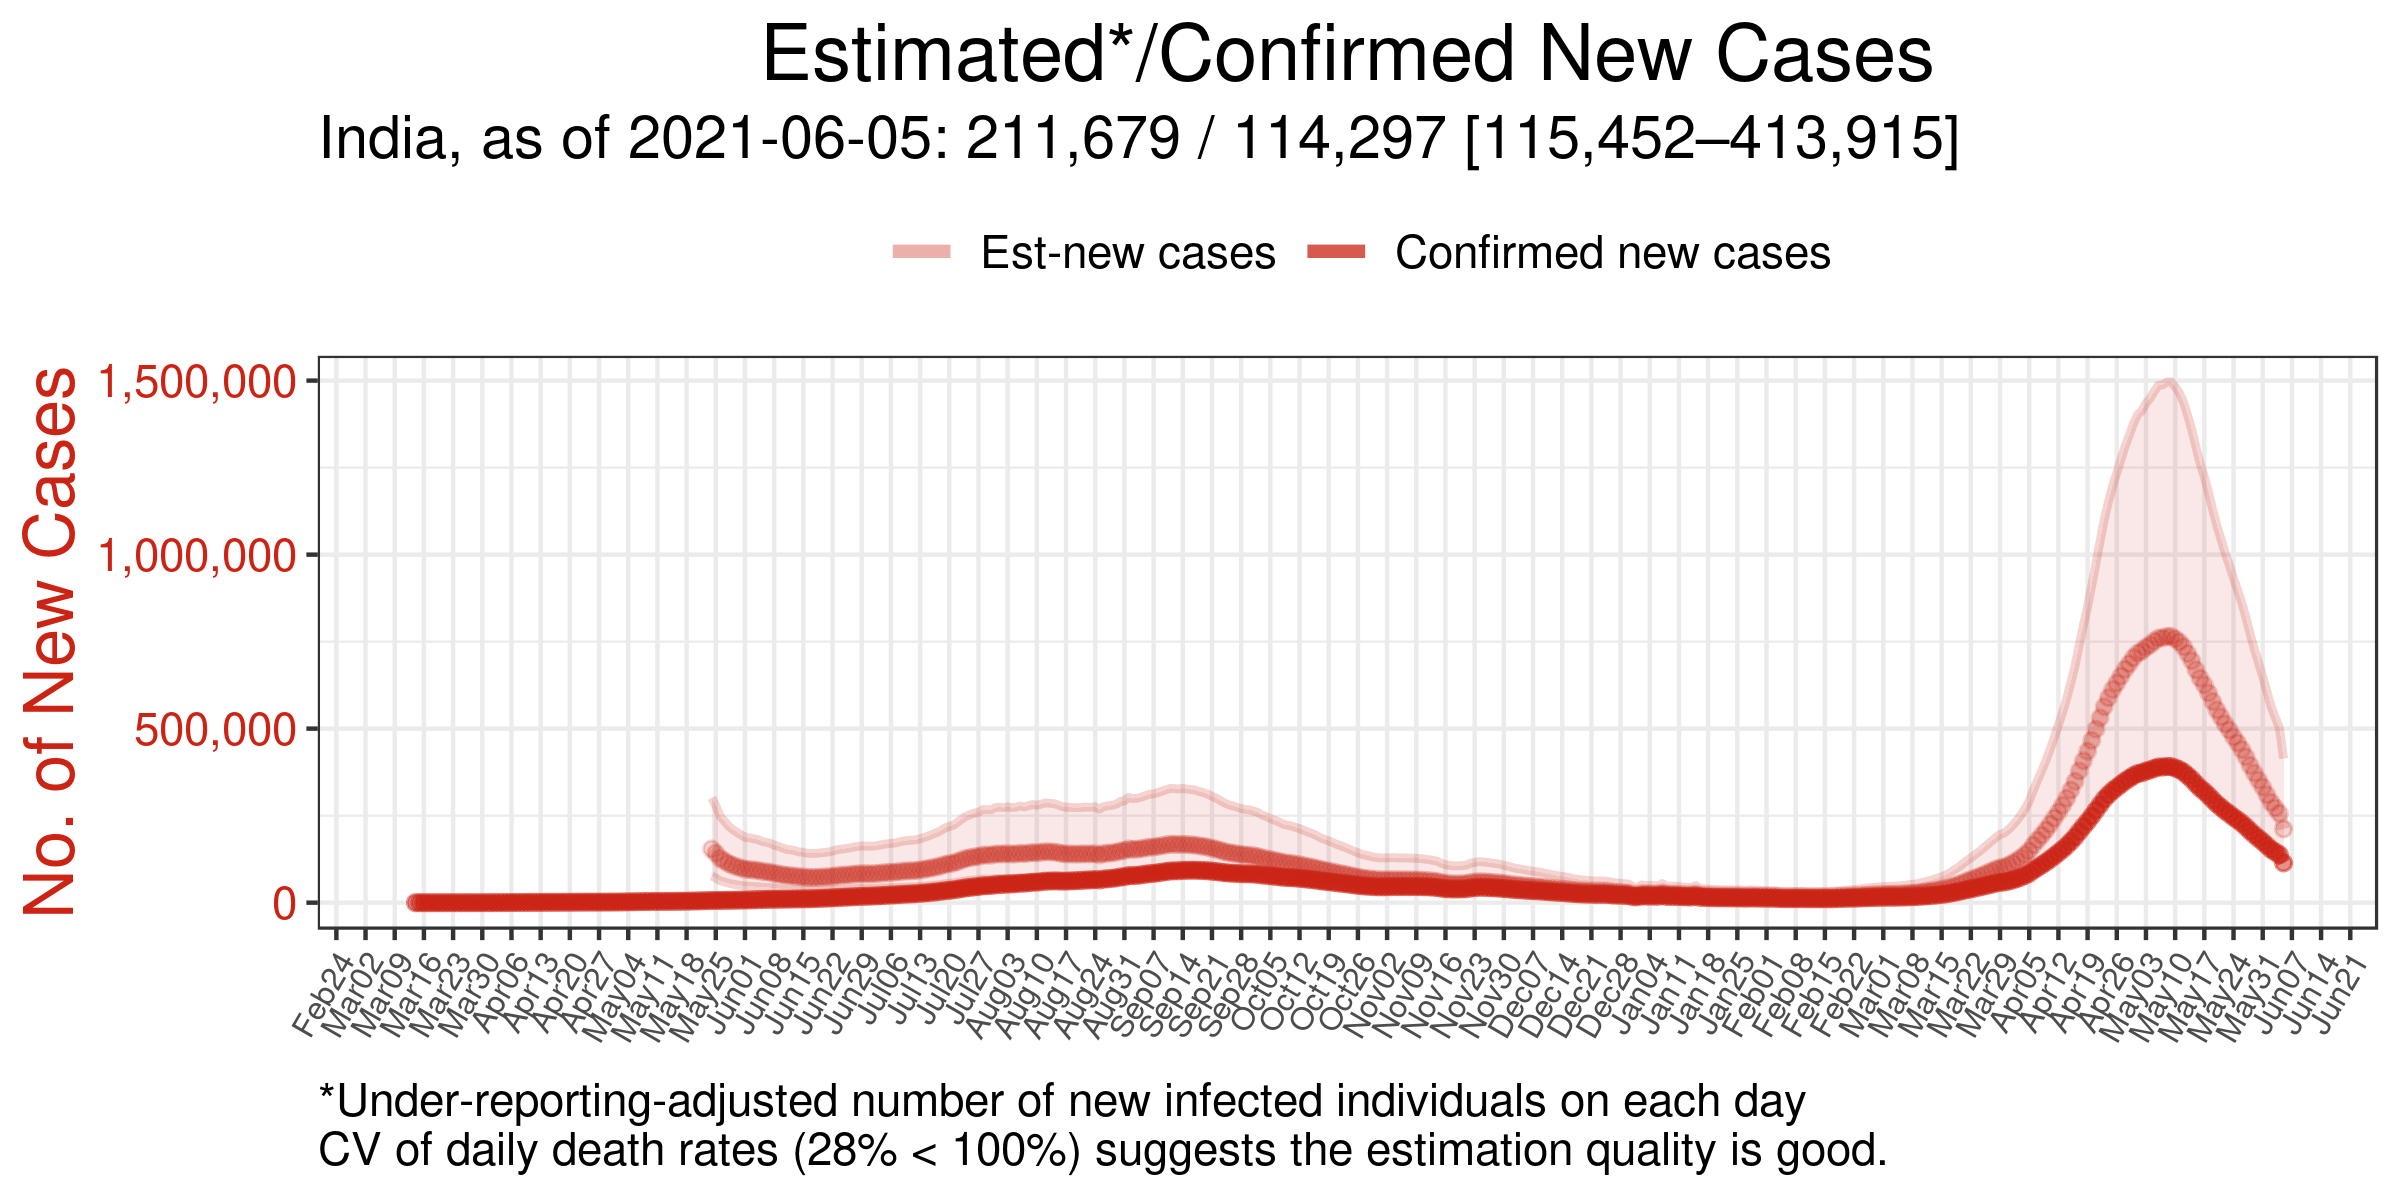 Estimated*/Confirmed New Cases
India, as of 2021-06-05: 211,679 / 114,297 [115,452–413,915]
Est-new cases
Confirmed new cases
No. of New Cases
1,500,000
1,000,000
500,000
0
Feb24
Mar02
Mar09
Mar16
Mar23
Mar30
Apr06
Apr13
Apr20
Apr27
May04
May11
May18
May25
Jun01
Jun08
Jun15
Jun22
Jun29
Jul06
Jul13
Jul20
Jul27
Aug03
Aug10
Aug17
Aug24
Aug31
Sep07
Sep14
Sep21
Sep28
Oct05
Oct12
Oct19
Oct26
Nov02
Nov09
Nov16
Nov23
Nov30
Dec07
Dec14
Dec21
Dec28
Jan04
Jan11
Jan18
Jan25
Feb01
Feb08
Feb15
Feb22
Mar01
Mar08
Mar15
Mar22
Mar29
Apr05
Apr12
Apr19
Apr26
May03
May10
May17
May24
May31
Jun07
Jun14
Jun21
*Under-reporting-adjusted number of new infected individuals on each day
CV of daily death rates (28% < 100%) suggests the estimation quality is good.